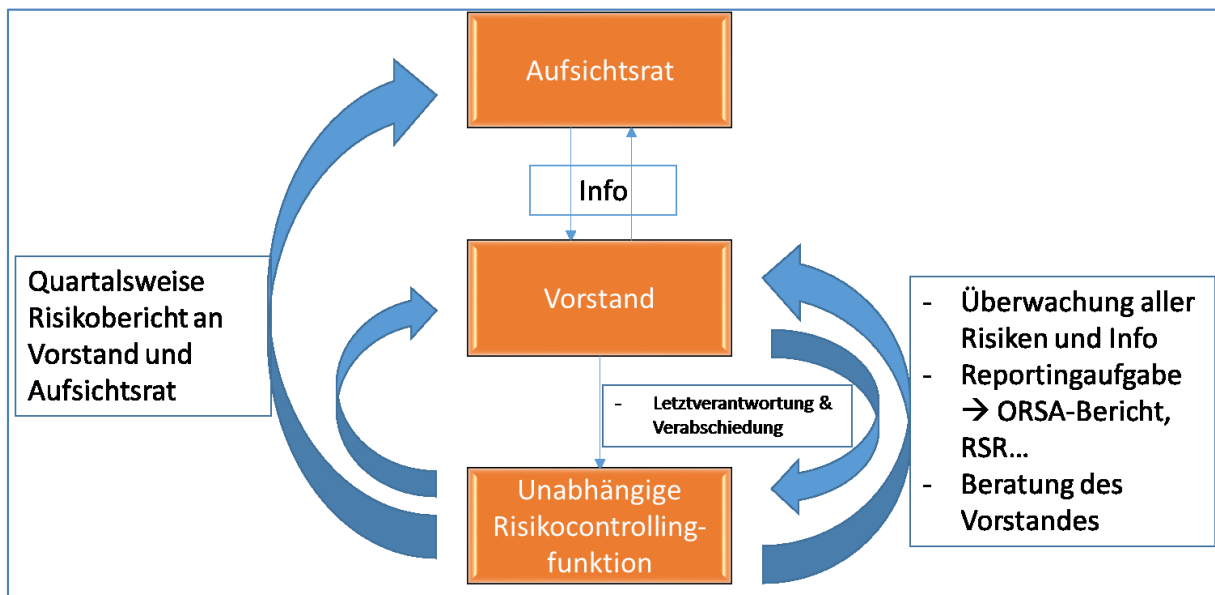 Aufsichtsrat
Info
Quartalsweise
Risikobericht an
Vorstand und
Aufsichtsrat
Vorstand
- Überwachung aller
Risiken und Info
- Reportingaufgabe
→ ORSA-Bericht,
RSR...
- Beratung des
Vorstandes
- Letztverantwortung &
Verabschiedung
Unabhängige
Risikocontrolling-
funktion